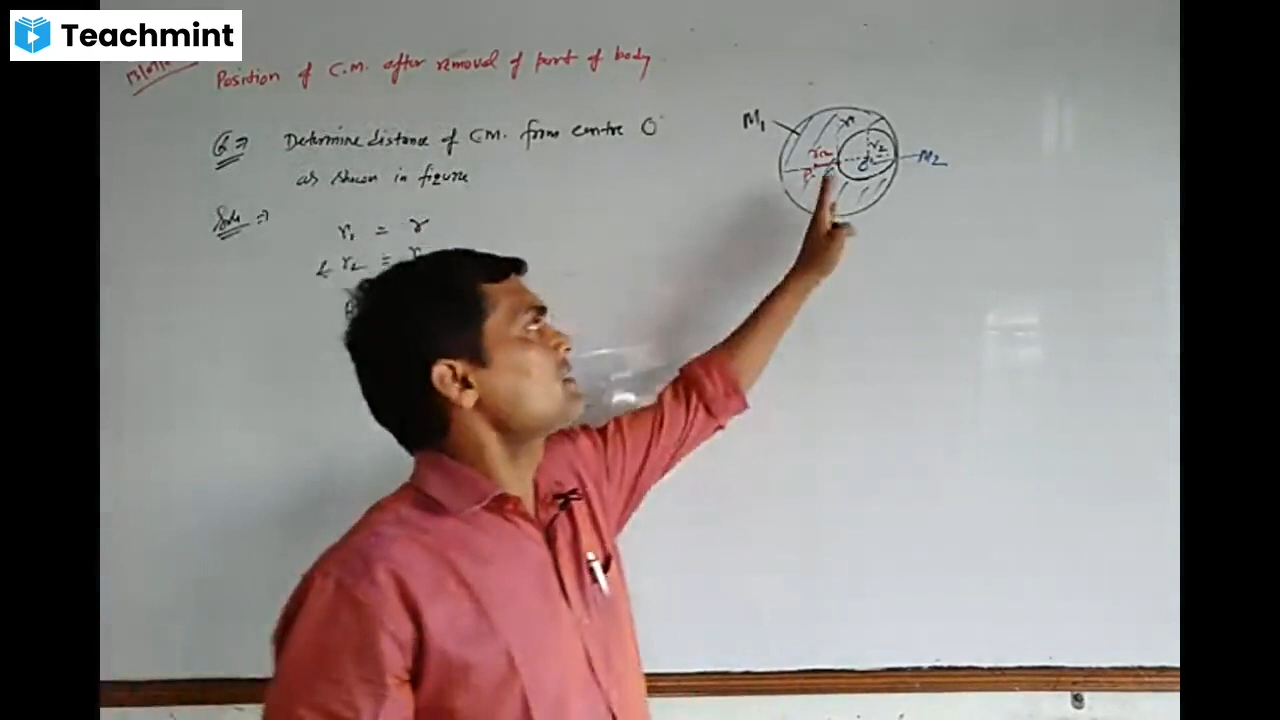 Teachmint
Position of C.M. after removal of part of body
Q ⇒ Determine distance of C.M. from centre O
as shown in figure
Soln ⇒
r₁ = r
& r₂ =
M₁
r
r₂
M₂